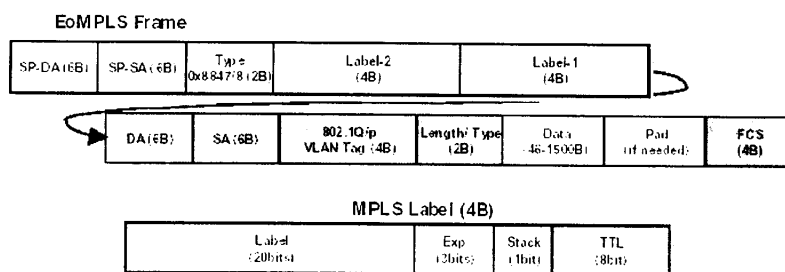 EoMPLS Frame
SP-DA (6B)
SP-SA (6B)
Type
0x8847/8 (2B)
Label-2
(4B)
Label-1
(4B)
DA (6B)
SA (6B)
802.1Q/p
VLAN Tag (4B)
Length/Type
(2B)
Data
(46-1500B)
Pad
(if needed)
FCS
(4B)
MPLS Label (4B)
Label
(20bits)
Exp
(3bits)
Stack
(1bit)
TTL
(8bit)